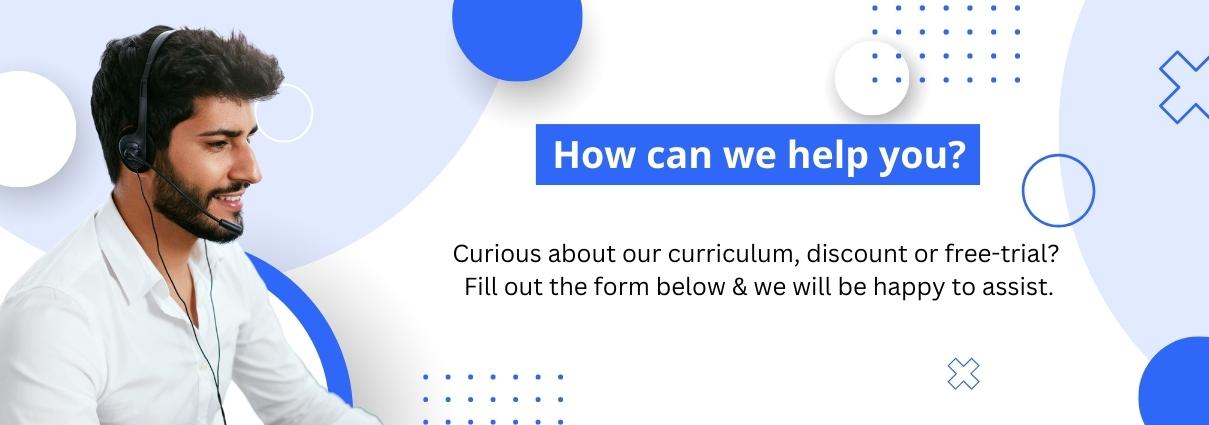 How can we help you?
Curious about our curriculum, discount or free-trial?
Fill out the form below & we will be happy to assist.